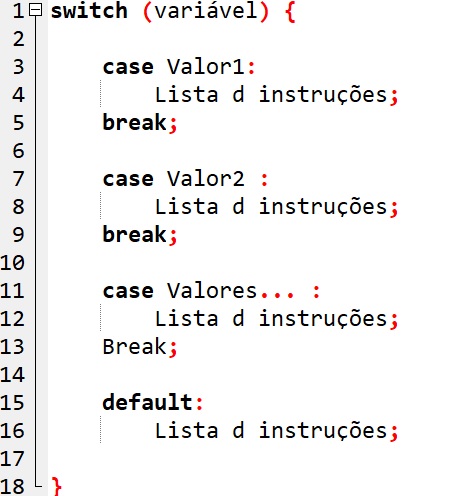 1 switch (variável) {
2
3 case Valor1:
4 Lista d instruções;
5 break;
6
7 case Valor2 :
8 Lista d instruções;
9 break;
10
11 case Valores... :
12 Lista d instruções;
13 Break;
14
15 default:
16 Lista d instruções;
17
18 }